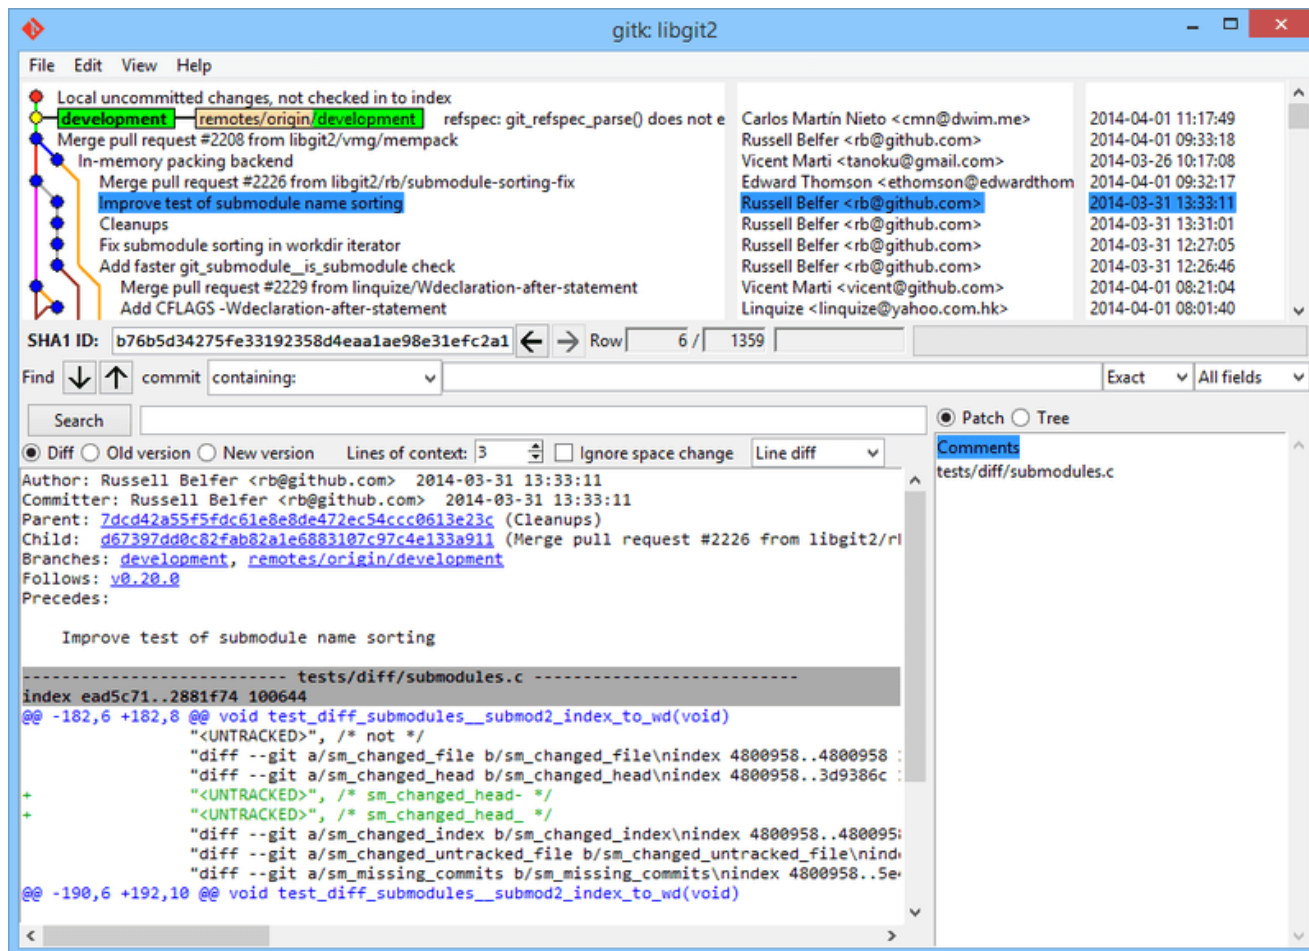 gitk: libgit2
File Edit View Help
Local uncommitted changes, not checked in to index
development remotes/origin/development refspec: git_refspec_parse() does not e Carlos Martín Nieto <cmn@dwim.me> 2014-04-01 11:17:49
Merge pull request #2208 from libgit2/vmg/mempack Russell Belfer <rb@github.com> 2014-04-01 09:33:18
In-memory packing backend Vicent Marti <tanoku@gmail.com> 2014-03-26 10:17:08
Merge pull request #2226 from libgit2/rb/submodule-sorting-fix Edward Thomson <ethomson@edwardthom 2014-04-01 09:32:17
Improve test of submodule name sorting Russell Belfer <rb@github.com> 2014-03-31 13:33:11
Cleanups Russell Belfer <rb@github.com> 2014-03-31 13:31:01
Fix submodule sorting in workdir iterator Russell Belfer <rb@github.com> 2014-03-31 12:27:05
Add faster git_submodule__is_submodule check Russell Belfer <rb@github.com> 2014-03-31 12:26:46
Merge pull request #2229 from linquize/Wdeclaration-after-statement Vicent Marti <vicent@github.com> 2014-04-01 08:21:04
Add CFLAGS -Wdeclaration-after-statement Linquize <linquize@yahoo.com.hk> 2014-04-01 08:01:40
SHA1 ID: b76b5d34275fe33192358d4eaa1ae98e31efc2a1 Row 6 / 1359
Find commit containing: Exact All fields
Search Patch Tree
Diff Old version New version Lines of context: 3 Ignore space change Line diff
Comments
tests/diff/submodules.c
Author: Russell Belfer <rb@github.com> 2014-03-31 13:33:11
Committer: Russell Belfer <rb@github.com> 2014-03-31 13:33:11
Parent: 7dcd42a55f5fdc61e8e8de472ec54ccc0613e23c (Cleanups)
Child: d67397dd0c82fab82a1e6883107c97c4e133a911 (Merge pull request #2226 from libgit2/rl
Branches: development, remotes/origin/development
Follows: v0.20.0
Precedes:
Improve test of submodule name sorting
--------------------------- tests/diff/submodules.c ---------------------------
index ead5c71..2881f74 100644
@@ -182,6 +182,8 @@ void test_diff_submodules__submod2_index_to_wd(void)
"<UNTRACKED>", /* not */
"diff --git a/sm_changed_file b/sm_changed_file\nindex 4800958..4800958
"diff --git a/sm_changed_head b/sm_changed_head\nindex 4800958..3d9386c
+ "<UNTRACKED>", /* sm_changed_head- */
+ "<UNTRACKED>", /* sm_changed_head_ */
"diff --git a/sm_changed_index b/sm_changed_index\nindex 4800958..480095
"diff --git a/sm_changed_untracked_file b/sm_changed_untracked_file\nind
"diff --git a/sm_missing_commits b/sm_missing_commits\nindex 4800958..5e
@@ -190,6 +192,10 @@ void test_diff_submodules__submod2_index_to_wd(void)